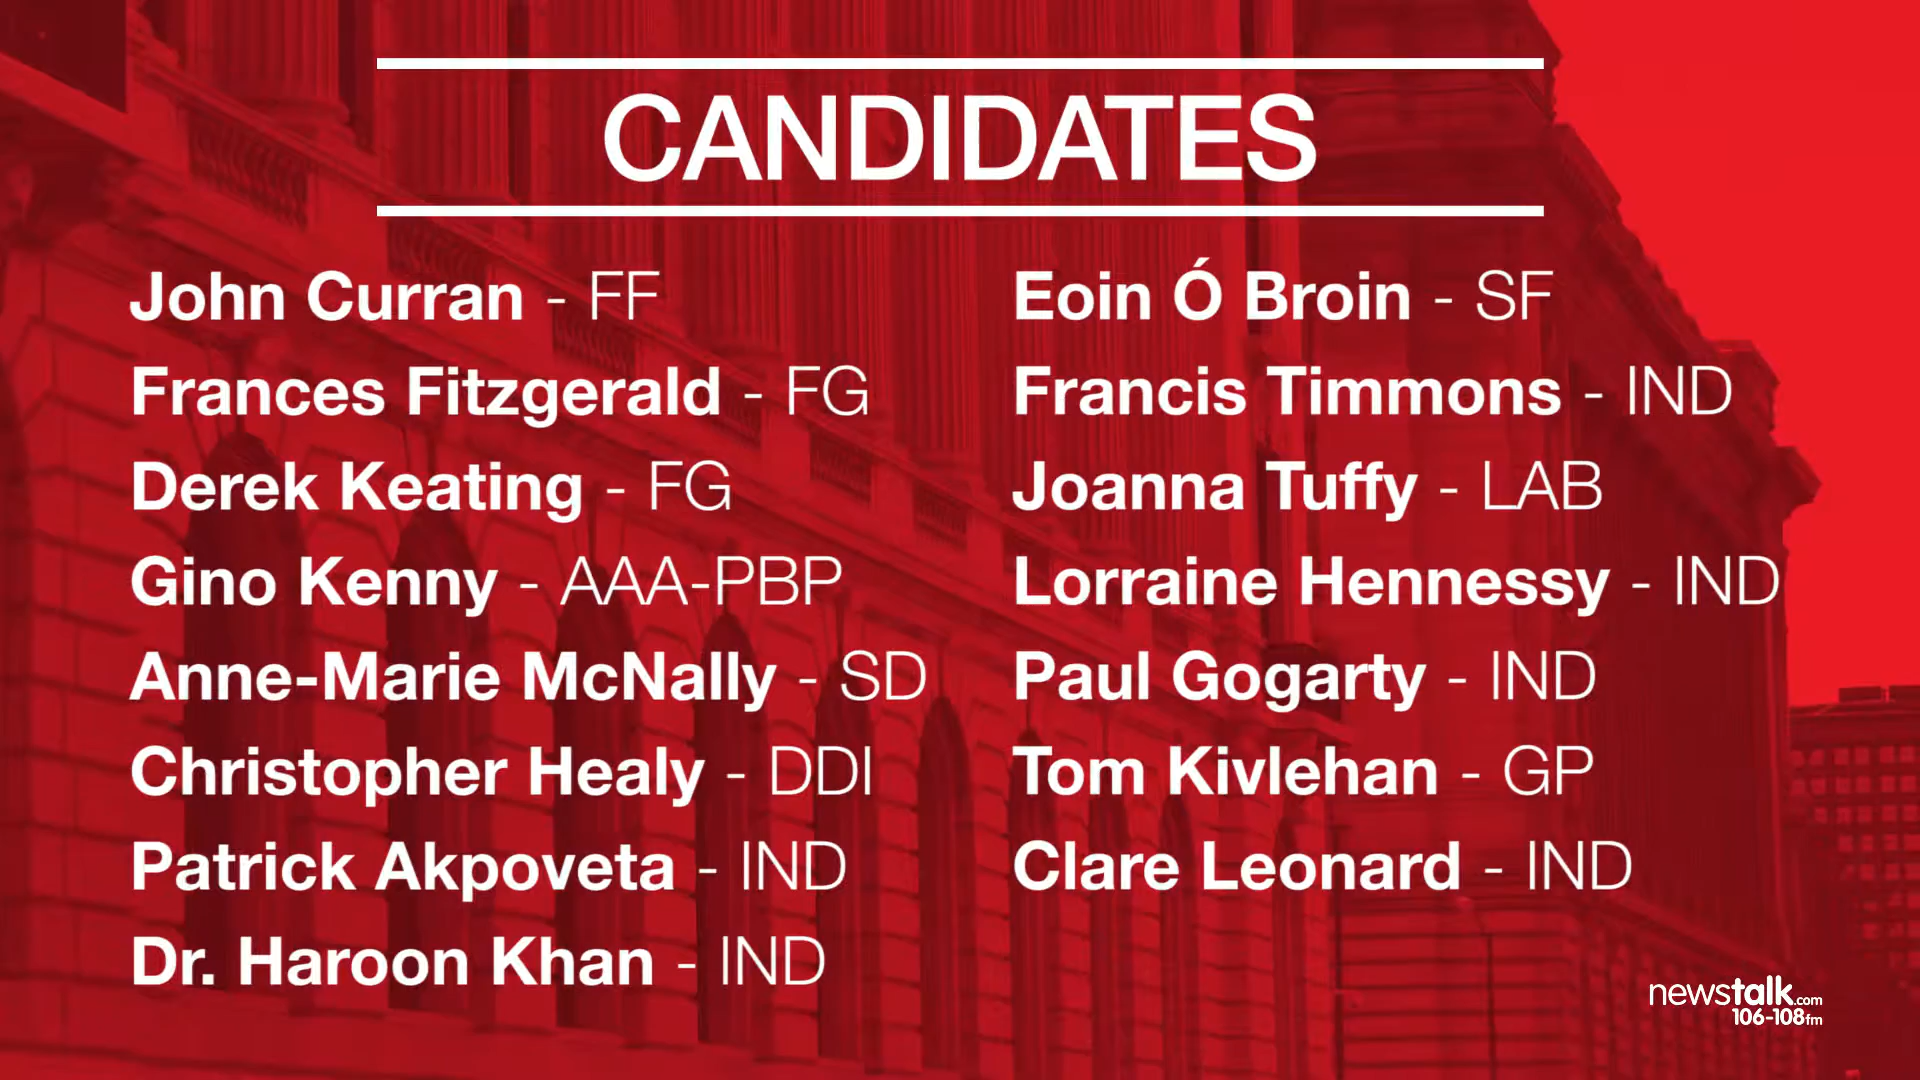 CANDIDATES
John Curran - FF
Frances Fitzgerald - FG
Derek Keating - FG
Gino Kenny - AAA-PBP
Anne-Marie McNally - SD
Christopher Healy - DDI
Patrick Akpoveta - IND
Dr. Haroon Khan - IND
Eoin Ó Broin - SF
Francis Timmons - IND
Joanna Tuffy - LAB
Lorraine Hennessy - IND
Paul Gogarty - IND
Tom Kivlehan - GP
Clare Leonard - IND
newstalk.com
106-108fm